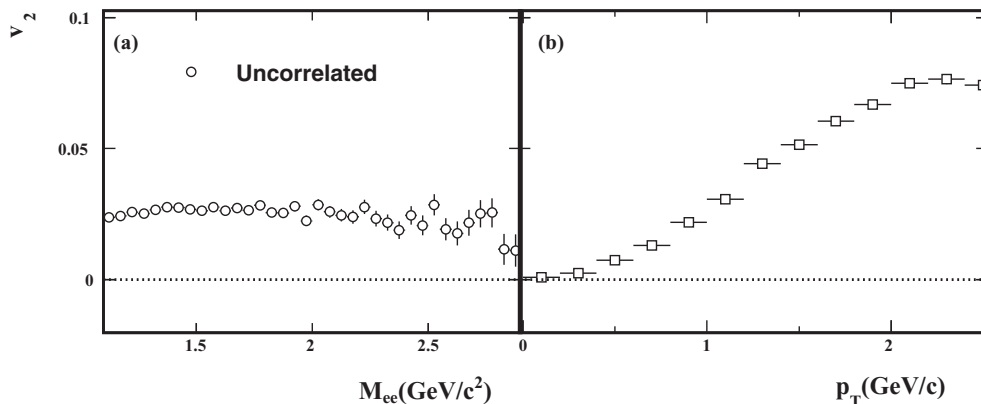 v_2
0.1
0.05
0
(a)
Uncorrelated
(b)
1.5
2
2.5
0
1
2
M_ee(GeV/c^2)
p_T(GeV/c)